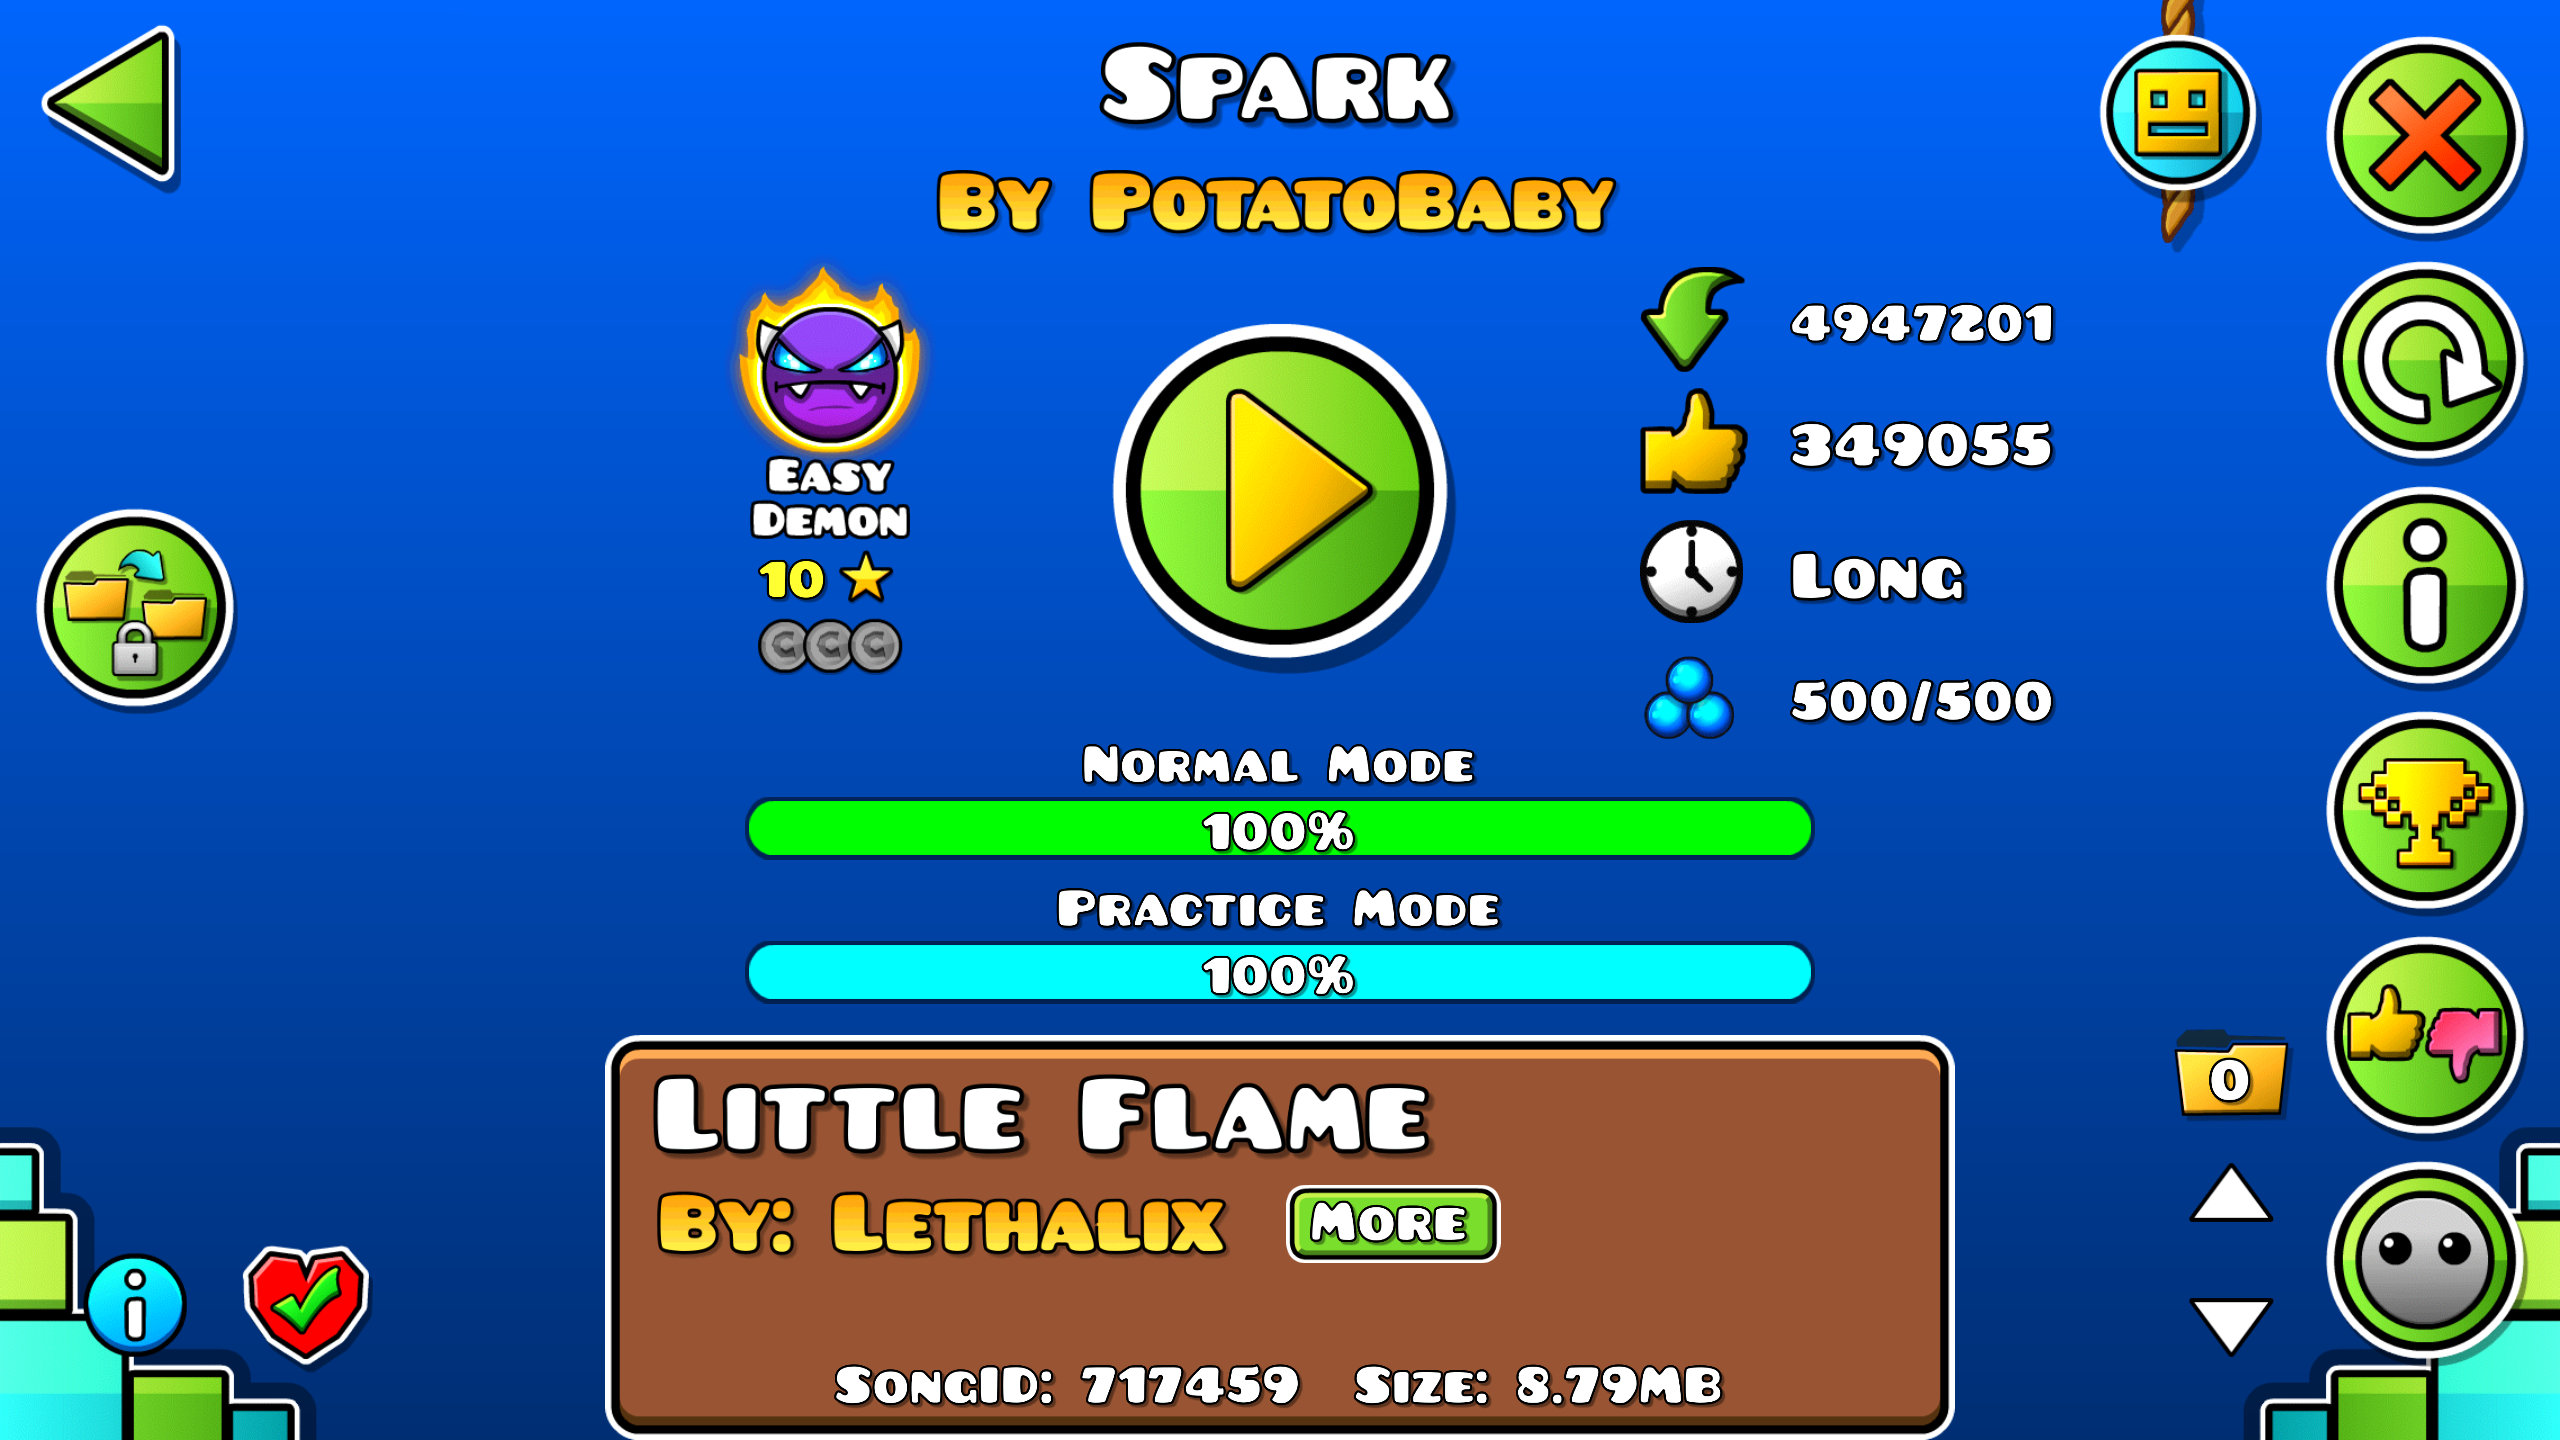 Spark
By PotatoBaby
Easy
Demon
10
4947201
349055
Long
500/500
Normal Mode
100%
Practice Mode
100%
Little Flame
By: Lethalix
More
SongID: 717459 Size: 8.79MB
0